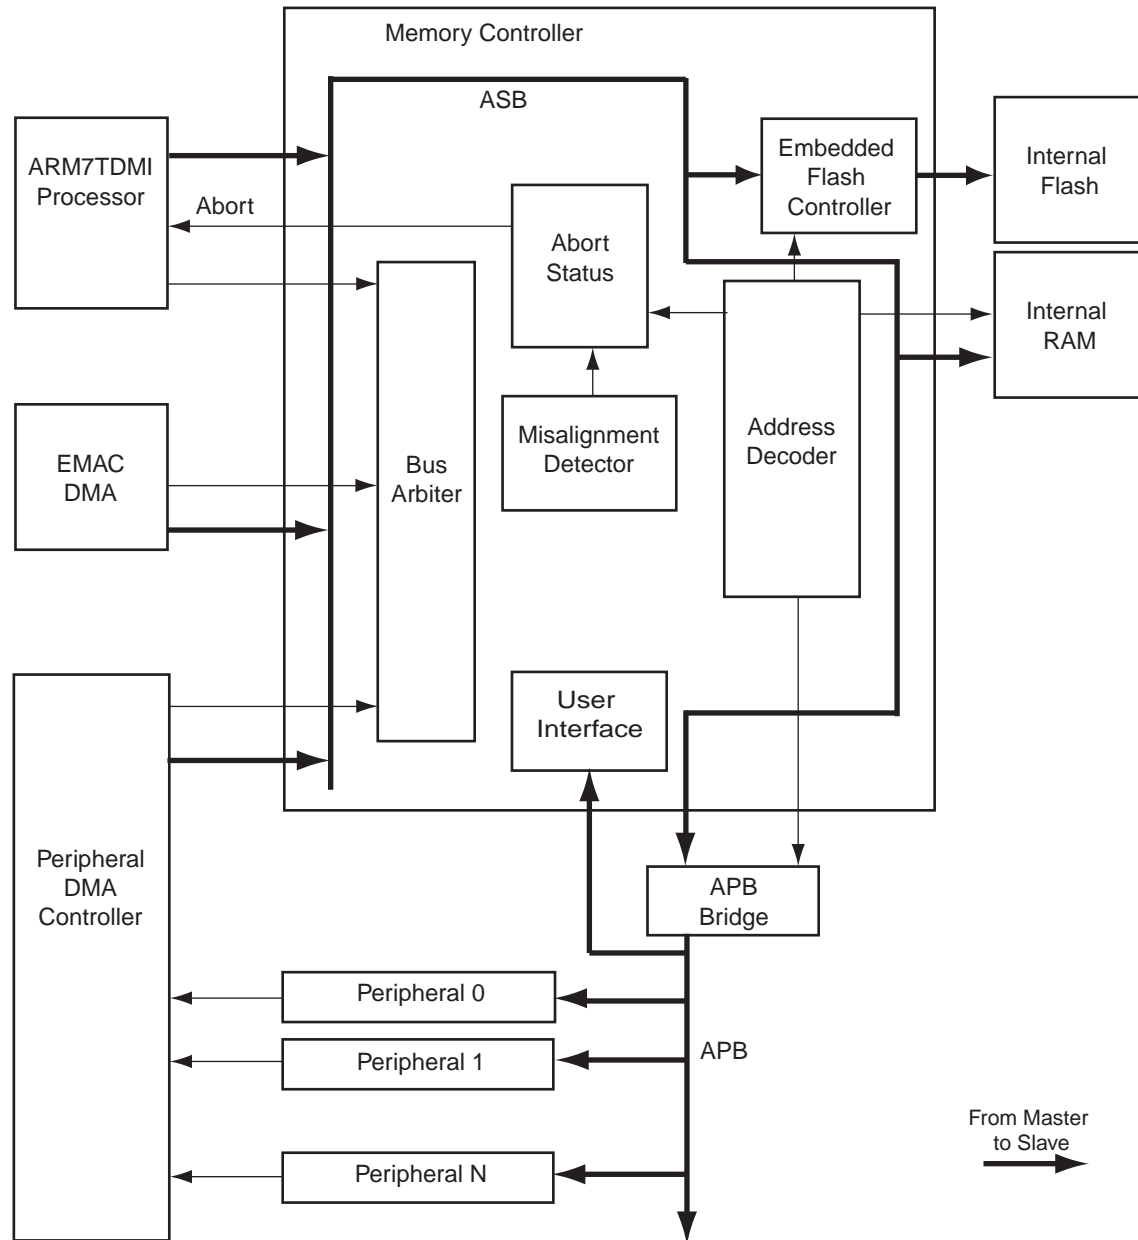 Memory Controller
ASB
ARM7TDMI
Processor
Abort
Embedded
Flash
Controller
Internal
Flash
Abort
Status
Internal
RAM
EMAC
DMA
Bus
Arbiter
Misalignment
Detector
Address
Decoder
User
Interface
Peripheral
DMA
Controller
APB
Bridge
Peripheral 0
Peripheral 1
APB
Peripheral N
From Master
to Slave